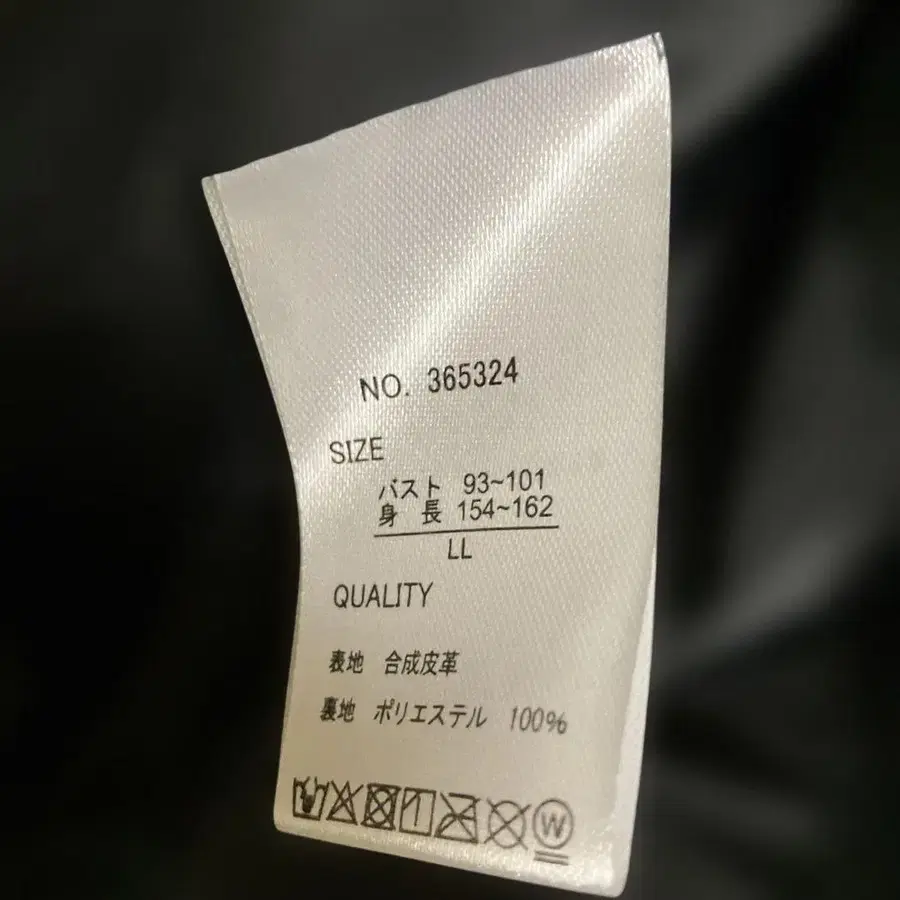 NO. 365324
SIZE
バスト 93~101
身 長 154~162
LL
QUALITY
表地 合成皮革
裏地 ポリエステル 100%
W